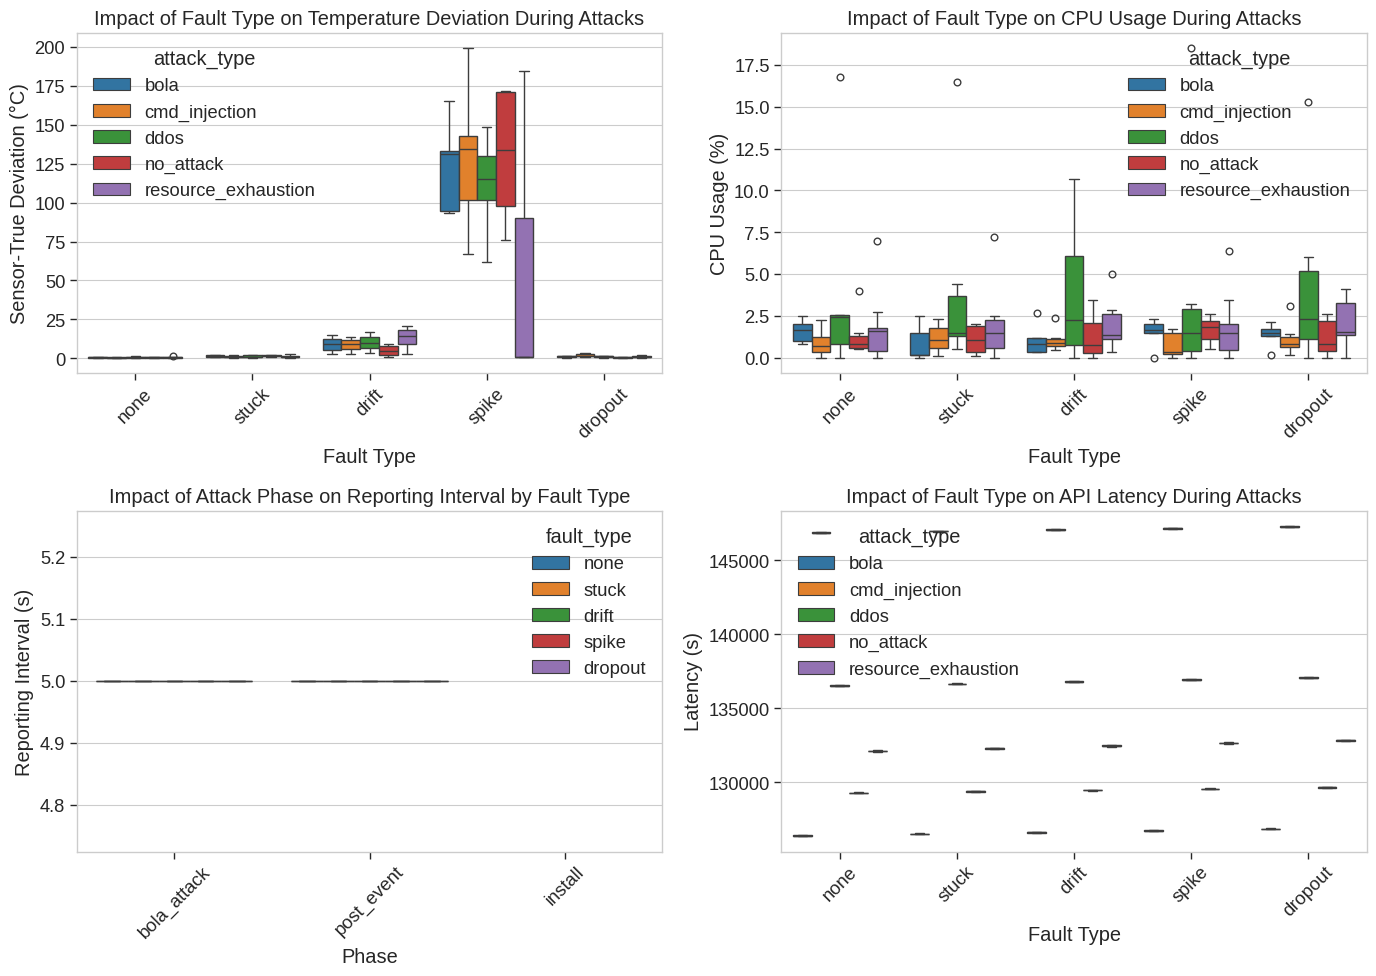 Impact of Fault Type on Temperature Deviation During Attacks
Sensor-True Deviation (°C)
200
175
150
125
100
75
50
25
0
attack_type
bola
cmd_injection
ddos
no_attack
resource_exhaustion
none
stuck
drift
spike
dropout
Fault Type
Impact of Fault Type on CPU Usage During Attacks
CPU Usage (%)
17.5
15.0
12.5
10.0
7.5
5.0
2.5
0.0
attack_type
bola
cmd_injection
ddos
no_attack
resource_exhaustion
none
stuck
drift
spike
dropout
Fault Type
Impact of Attack Phase on Reporting Interval by Fault Type
Reporting Interval (s)
5.2
5.1
5.0
4.9
4.8
fault_type
none
stuck
drift
spike
dropout
bola_attack
post_event
install
Phase
Impact of Fault Type on API Latency During Attacks
Latency (s)
145000
140000
135000
130000
attack_type
bola
cmd_injection
ddos
no_attack
resource_exhaustion
none
stuck
drift
spike
dropout
Fault Type